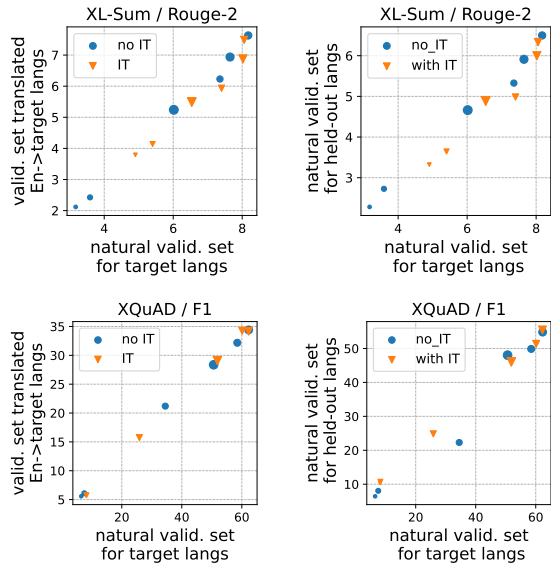 XL-Sum / Rouge-2
7
6
5
4
3
2
no IT
IT
4
6
8
valid. set translated
En->target langs
natural valid. set
for target langs
XL-Sum / Rouge-2
6
5
4
3
no_IT
with IT
4
6
8
natural valid. set
for held-out langs
natural valid. set
for target langs
XQuAD / F1
35
30
25
20
15
10
5
no IT
IT
20
40
60
valid. set translated
En->target langs
natural valid. set
for target langs
XQuAD / F1
50
40
30
20
10
no_IT
with IT
20
40
60
natural valid. set
for held-out langs
natural valid. set
for target langs